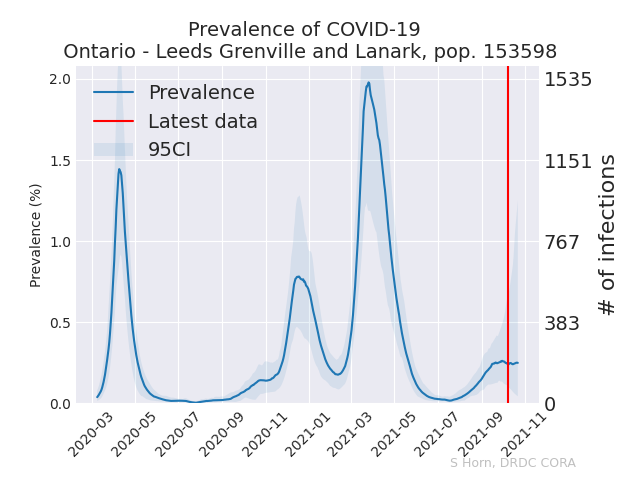 Prevalence of COVID-19
Ontario - Leeds Grenville and Lanark, pop. 153598
Prevalence
Latest data
95CI
Prevalence (%)
2.0
1.5
1.0
0.5
0.0
1535
1151
767
383
0
# of infections
2020-03
2020-05
2020-07
2020-09
2020-11
2021-01
2021-03
2021-05
2021-07
2021-09
2021-11
S Horn, DRDC CORA